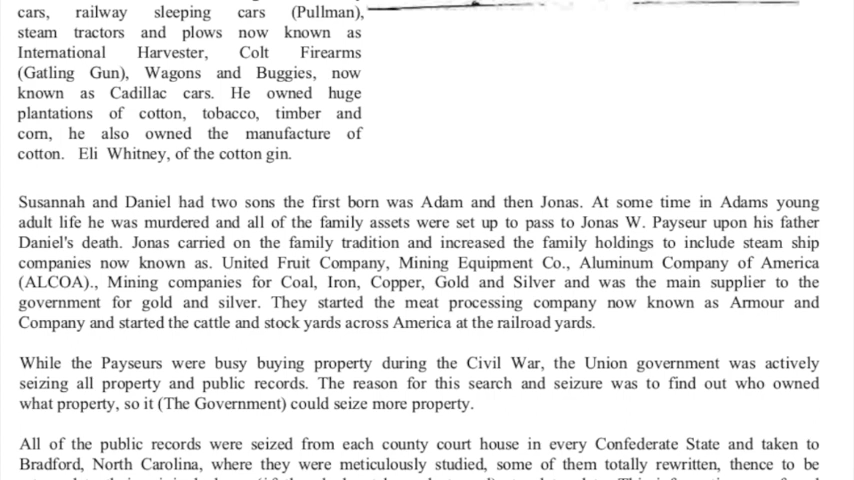 cars, railway sleeping cars (Pullman),
steam tractors and plows now known as
International Harvester, Colt Firearms
(Gatling Gun), Wagons and Buggies, now
known as Cadillac cars. He owned huge
plantations of cotton, tobacco, timber and
corn, he also owned the manufacture of
cotton. Eli Whitney, of the cotton gin.
Susannah and Daniel had two sons the first born was Adam and then Jonas. At some time in Adams young
adult life he was murdered and all of the family assets were set up to pass to Jonas W. Payseur upon his father
Daniel's death. Jonas carried on the family tradition and increased the family holdings to include steam ship
companies now known as. United Fruit Company, Mining Equipment Co., Aluminum Company of America
(ALCOA)., Mining companies for Coal, Iron, Copper, Gold and Silver and was the main supplier to the
government for gold and silver. They started the meat processing company now known as Armour and
Company and started the cattle and stock yards across America at the railroad yards.
While the Payseurs were busy buying property during the Civil War, the Union government was actively
seizing all property and public records. The reason for this search and seizure was to find out who owned
what property, so it (The Government) could seize more property.
All of the public records were seized from each county court house in every Confederate State and taken to
Bradford, North Carolina, where they were meticulously studied, some of them totally rewritten, thence to be